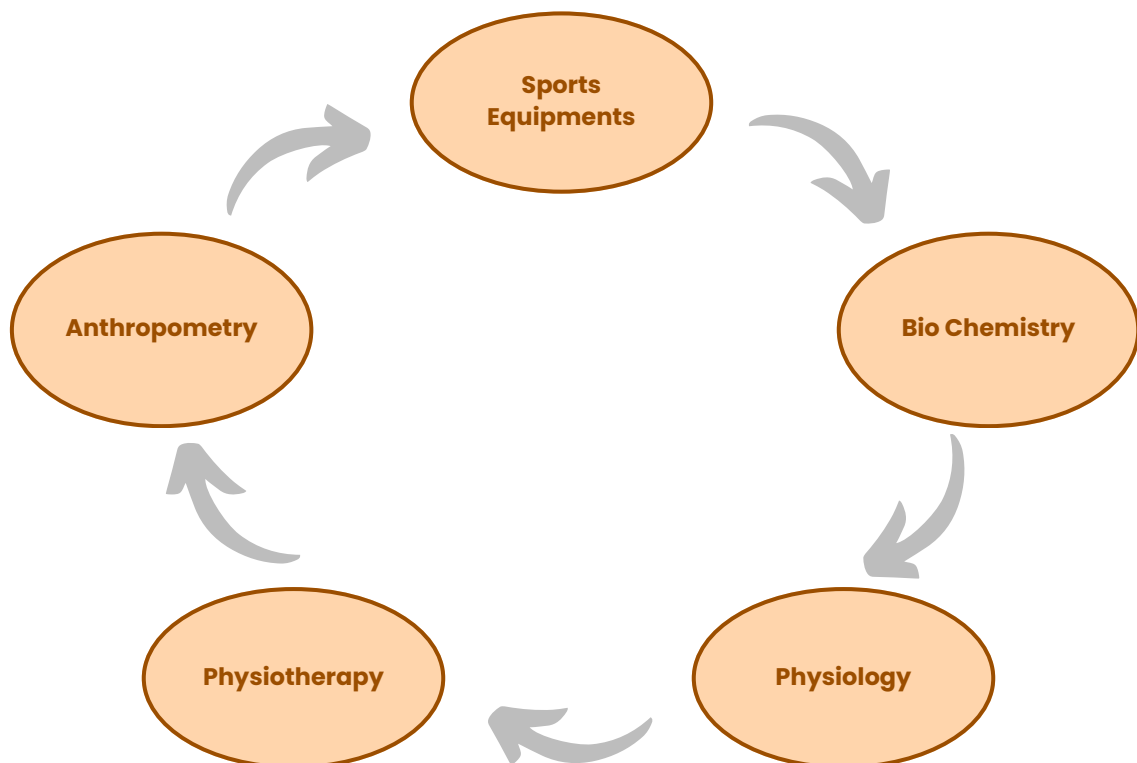 Sports
Equipments
Bio Chemistry
Physiology
Physiotherapy
Anthropometry